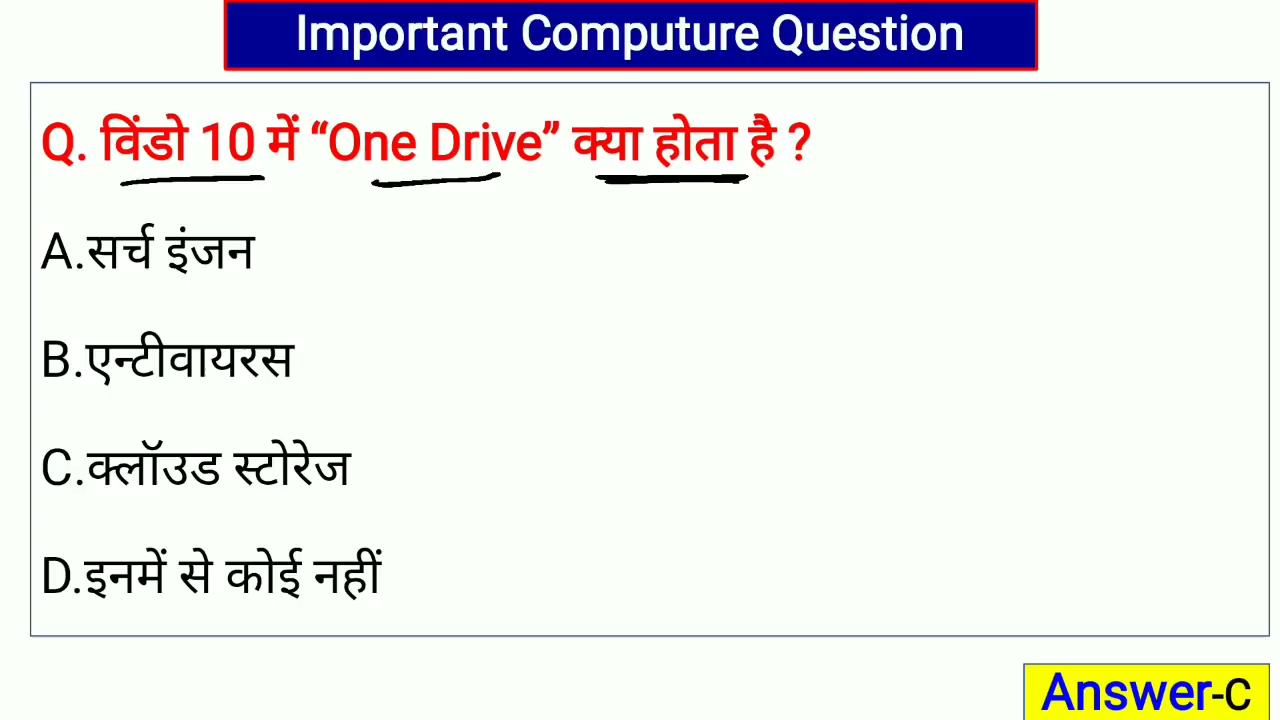 Important Computure Question
Q. विंडो 10 में “One Drive” क्या होता है ?
A.सर्च इंजन
B.एन्टीवायरस
C.क्लॉउड स्टोरेज
D.इनमें से कोई नहीं
Answer-C